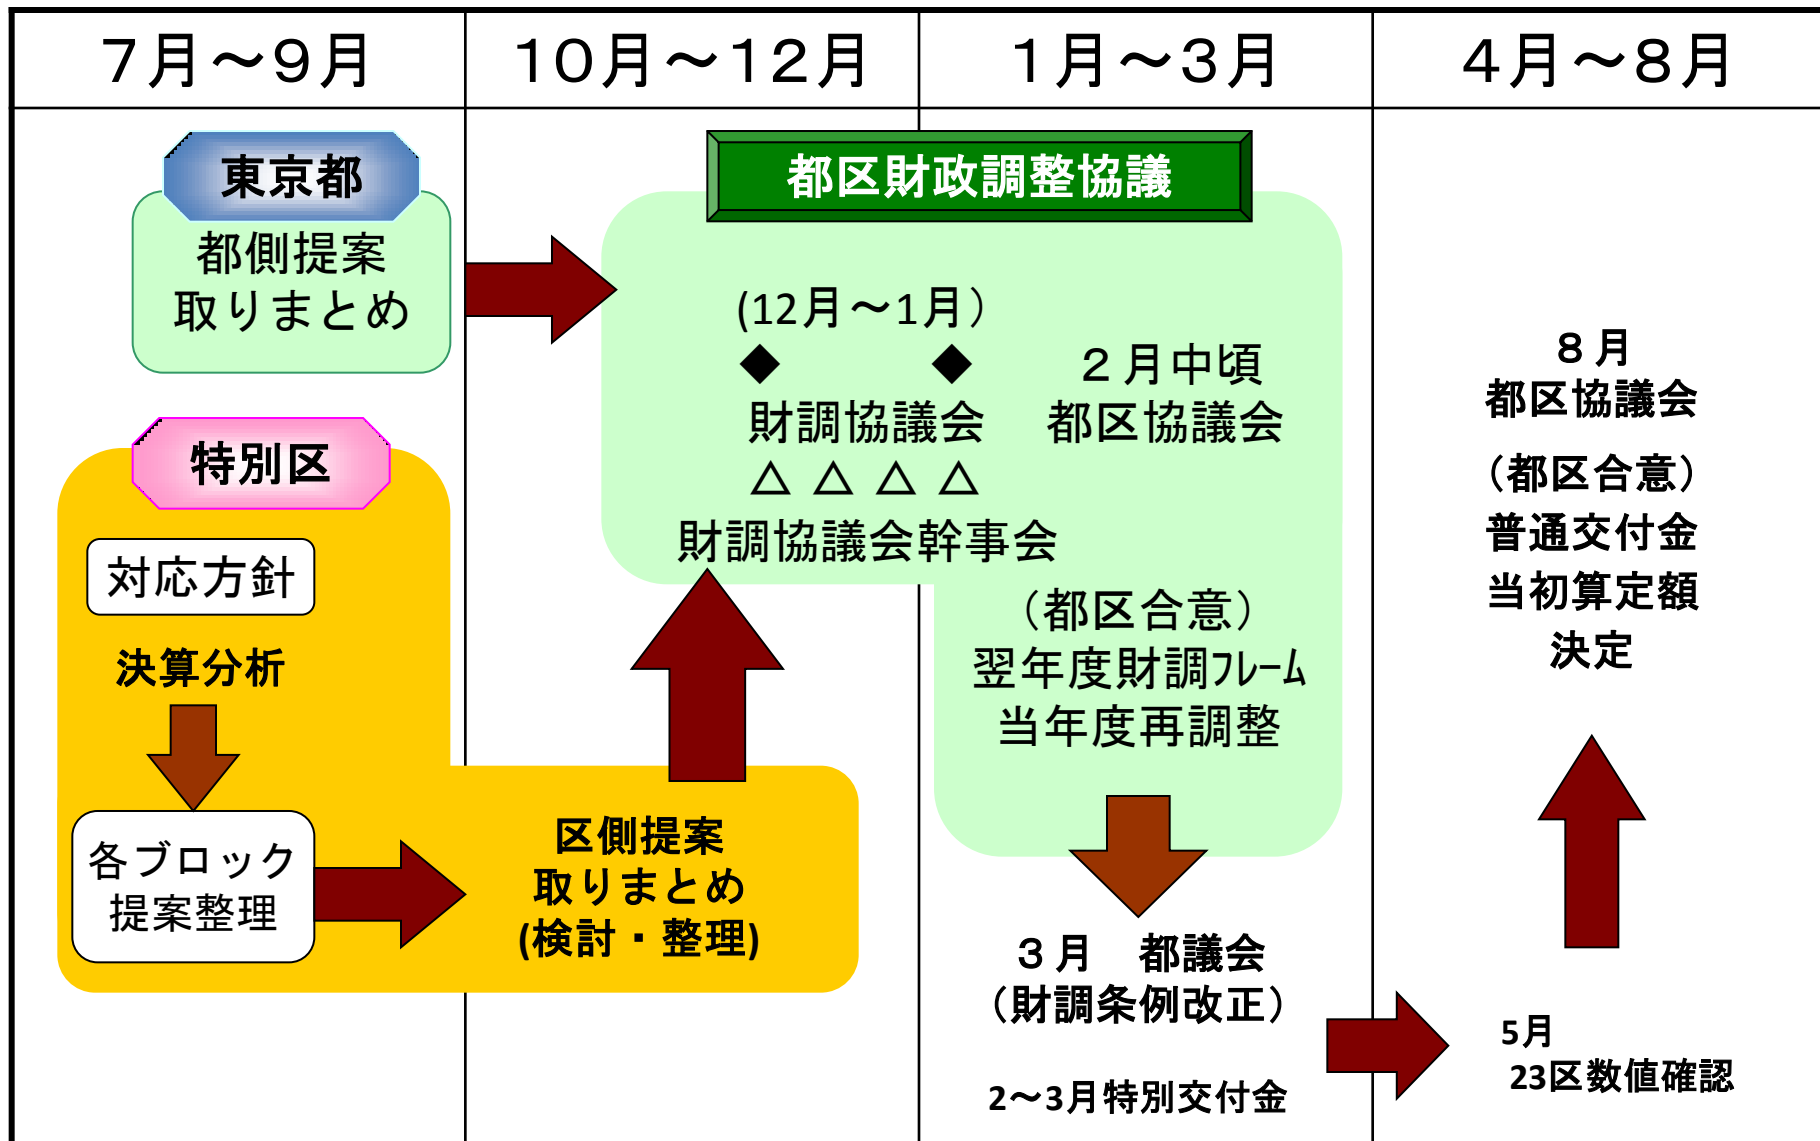 ７月～９月
１０月～１２月
１月～３月
４月～８月
東京都
都側提案
取りまとめ
特別区
対応方針
決算分析
各ブロック
提案整理
区側提案
取りまとめ
(検討・整理)
都区財政調整協議
(12月～1月）
◆ ◆
財調協議会
△ △ △ △
財調協議会幹事会
２月中頃
都区協議会
（都区合意）
翌年度財調ﾌﾚｰﾑ
当年度再調整
３月　都議会
（財調条例改正）
2～3月特別交付金
８月
都区協議会
（都区合意）
普通交付金
当初算定額
決定
5月
23区数値確認